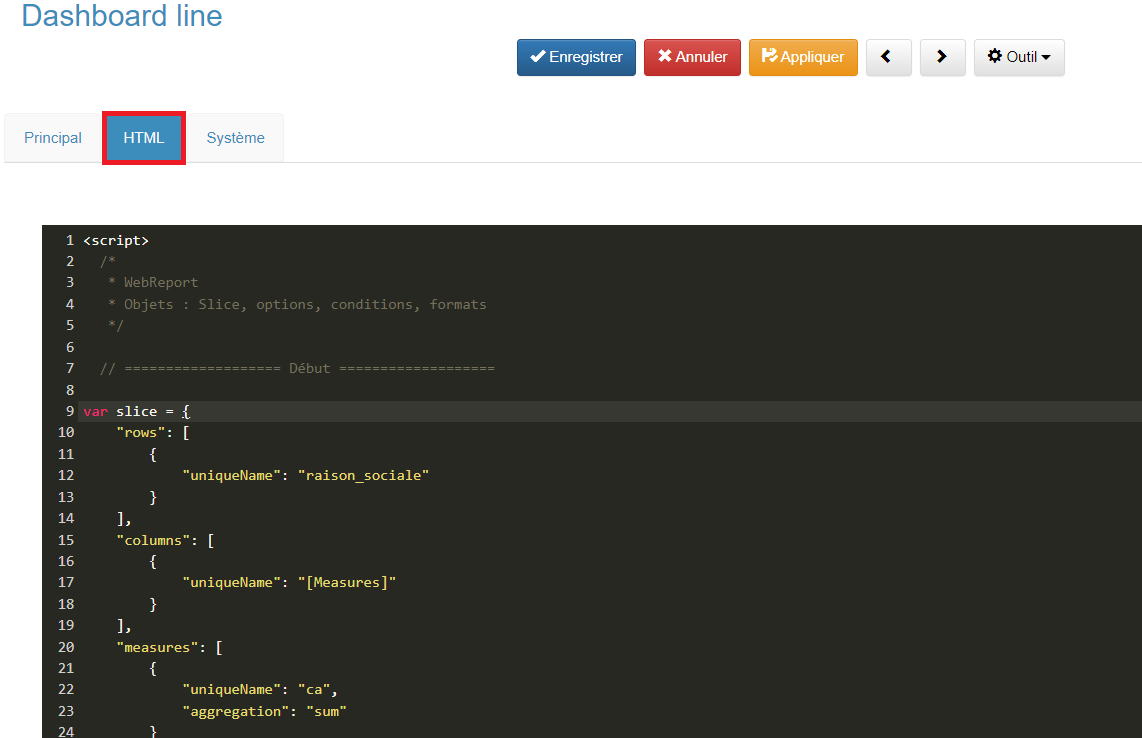 Dashboard line
Enregistrer Annuler Appliquer Outil
Principal HTML Système
1 <script>
2 /*
3 * WebReport
4 * Objets : Slice, options, conditions, formats
5 */
6
7 // =================== Début ===================
8
9 var slice = {
10 "rows": [
11 {
12 "uniqueName": "raison_sociale"
13 }
14 ],
15 "columns": [
16 {
17 "uniqueName": "[Measures]"
18 }
19 ],
20 "measures": [
21 {
22 "uniqueName": "ca",
23 "aggregation": "sum"
24 }